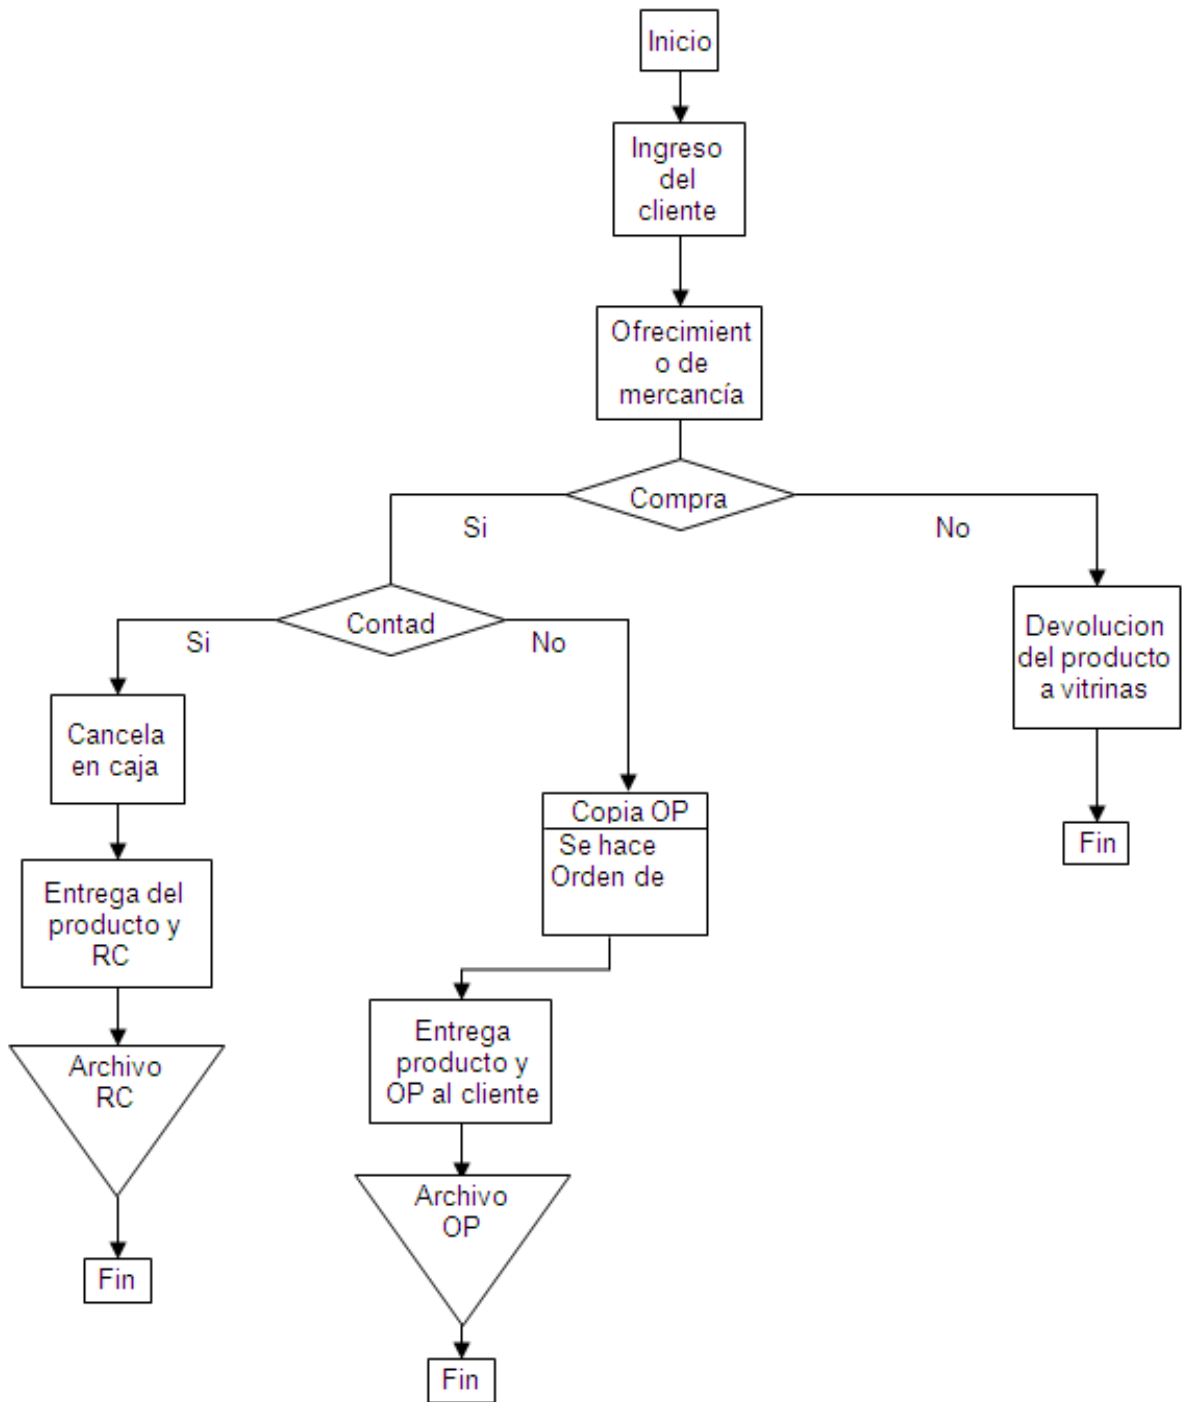 Inicio
Ingreso
del
cliente
Ofrecimient
o de
mercancía
Compra
Si
No
Contad
Si
No
Devolucion
del producto
a vitrinas
Fin
Cancela
en caja
Entrega del
producto y
RC
Archivo
RC
Fin
Copia OP
Se hace
Orden de
Entrega
producto y
OP al cliente
Archivo
OP
Fin